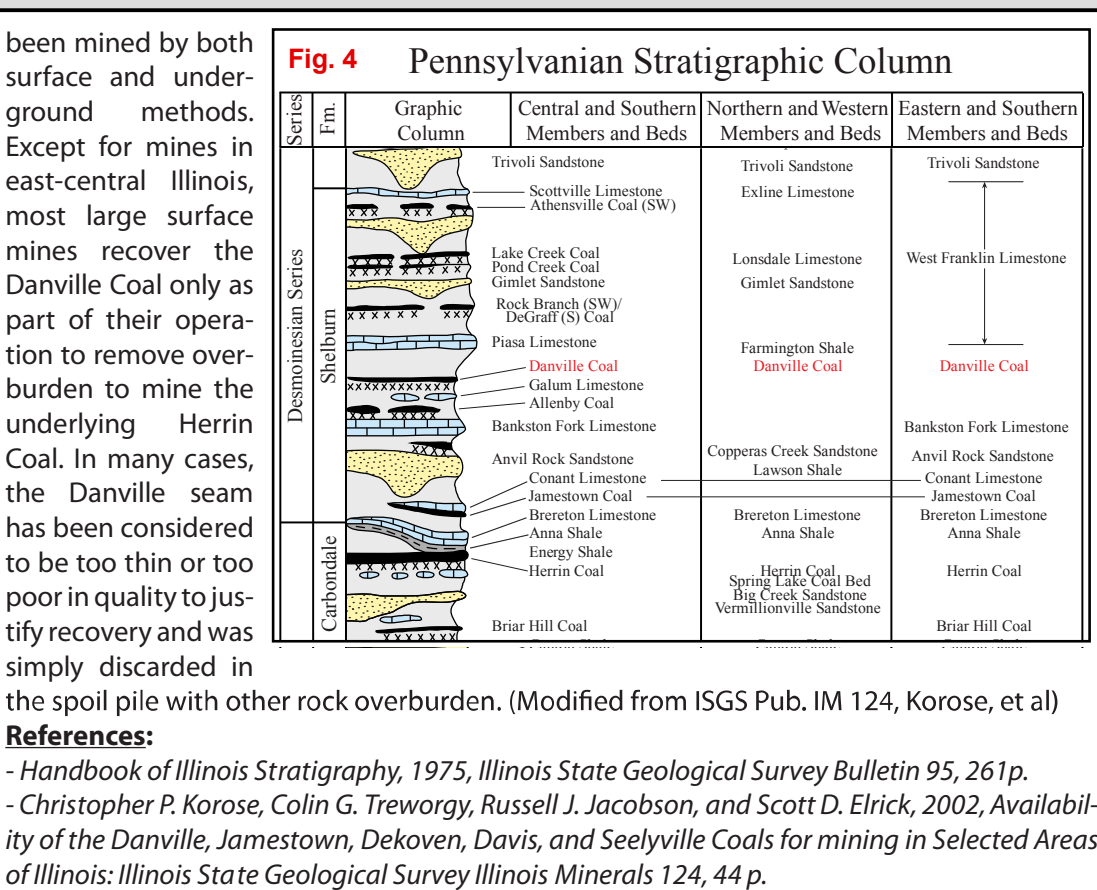 been mined by both
surface and under-
ground methods.
Except for mines in
east-central Illinois,
most large surface
mines recover the
Danville Coal only as
part of their opera-
tion to remove over-
burden to mine the
underlying Herrin
Coal. In many cases,
the Danville seam
has been considered
to be too thin or too
poor in quality to jus-
tify recovery and was
simply discarded in
the spoil pile with other rock overburden. (Modified from ISGS Pub. IM 124, Korose, et al)
Fig. 4 Pennsylvanian Stratigraphic Column
Series
Fm.
Graphic
Column
Central and Southern
Members and Beds
Northern and Western
Members and Beds
Eastern and Southern
Members and Beds
Desmoinesian Series
Shelburn
Carbondale
Trivoli Sandstone
Scottville Limestone
Athensville Coal (SW)
Lake Creek Coal
Pond Creek Coal
Gimlet Sandstone
Rock Branch (SW)/
DeGraff (S) Coal
Piasa Limestone
Danville Coal
Galum Limestone
Allenby Coal
Bankston Fork Limestone
Anvil Rock Sandstone
Conant Limestone
Jamestown Coal
Brereton Limestone
Anna Shale
Energy Shale
Herrin Coal
Briar Hill Coal
Trivoli Sandstone
Exline Limestone
Lonsdale Limestone
Gimlet Sandstone
Farmington Shale
Danville Coal
Copperas Creek Sandstone
Lawson Shale
Brereton Limestone
Anna Shale
Herrin Coal
Spring Lake Coal Bed
Big Creek Sandstone
Vermillionville Sandstone
Trivoli Sandstone
West Franklin Limestone
Danville Coal
Bankston Fork Limestone
Anvil Rock Sandstone
Conant Limestone
Jamestown Coal
Brereton Limestone
Anna Shale
Herrin Coal
Briar Hill Coal
References:
- Handbook of Illinois Stratigraphy, 1975, Illinois State Geological Survey Bulletin 95, 261p.
- Christopher P. Korose, Colin G. Treworgy, Russell J. Jacobson, and Scott D. Elrick, 2002, Availabil-
ity of the Danville, Jamestown, Dekoven, Davis, and Seelyville Coals for mining in Selected Areas
of Illinois: Illinois State Geological Survey Illinois Minerals 124, 44 p.